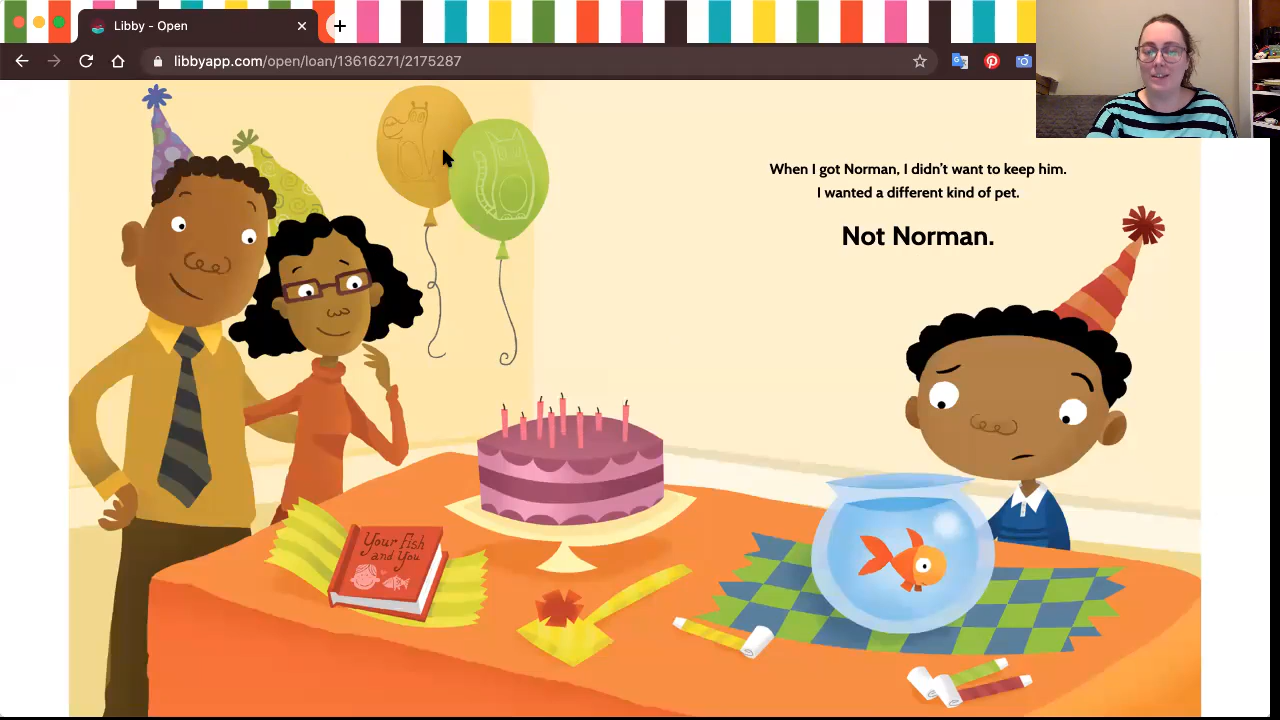 Libby - Open
libbyapp.com/open/loan/13616271/2175287
When I got Norman, I didn't want to keep him.
I wanted a different kind of pet.
Not Norman.
Your Fish
and You